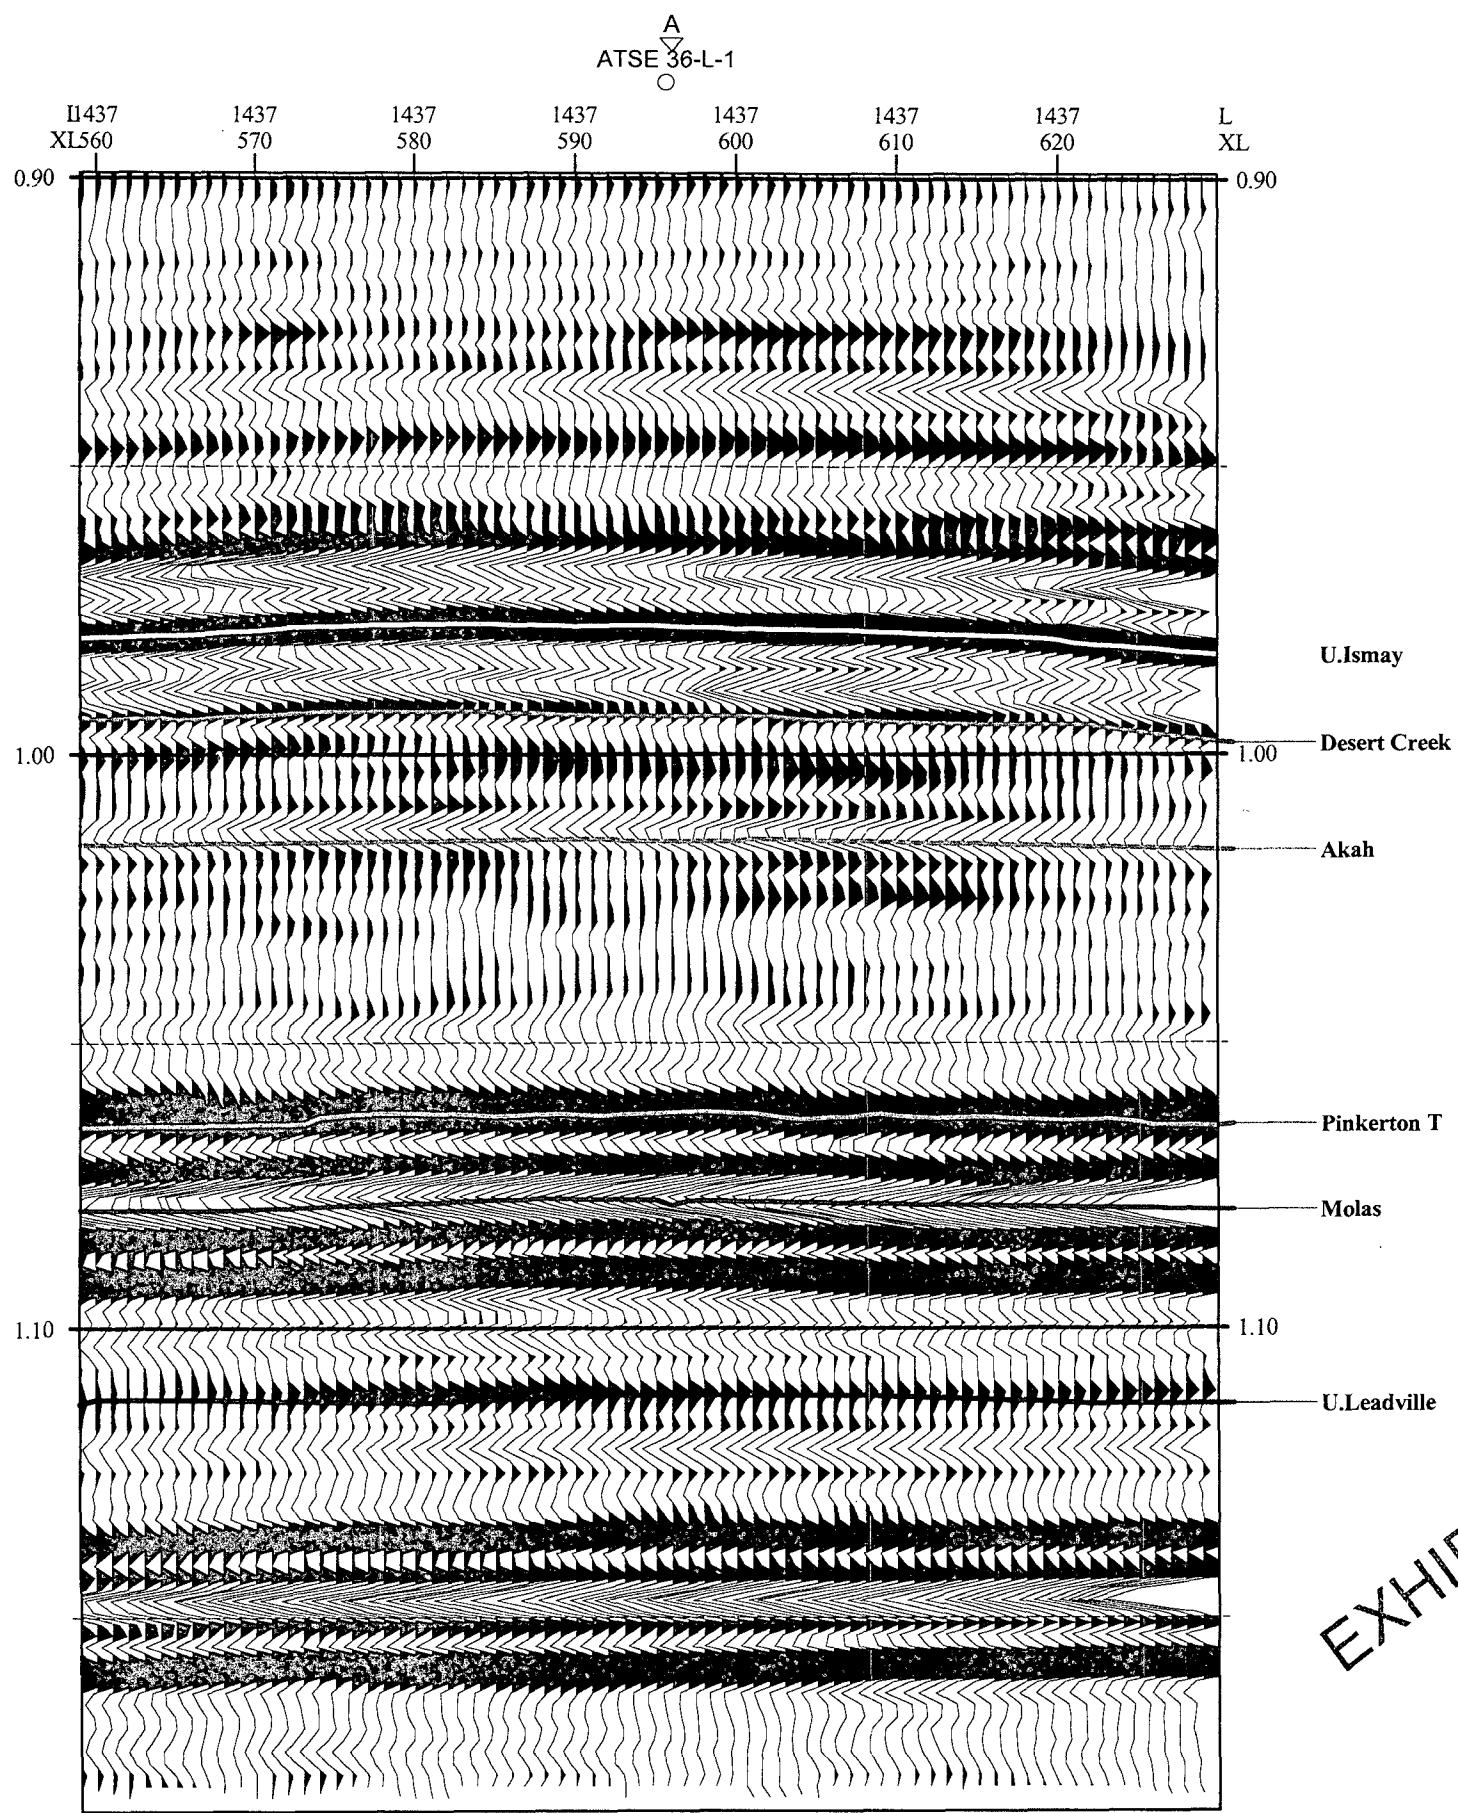 A
ATSE 36-L-1
L1437 1437 1437 1437 1437 1437 1437 L
XL560 570 580 590 600 610 620 XL
0.90 0.90
U.Ismay
Desert Creek
1.00 1.00
Akah
Pinkerton T
Molas
1.10 1.10
U.Leadville